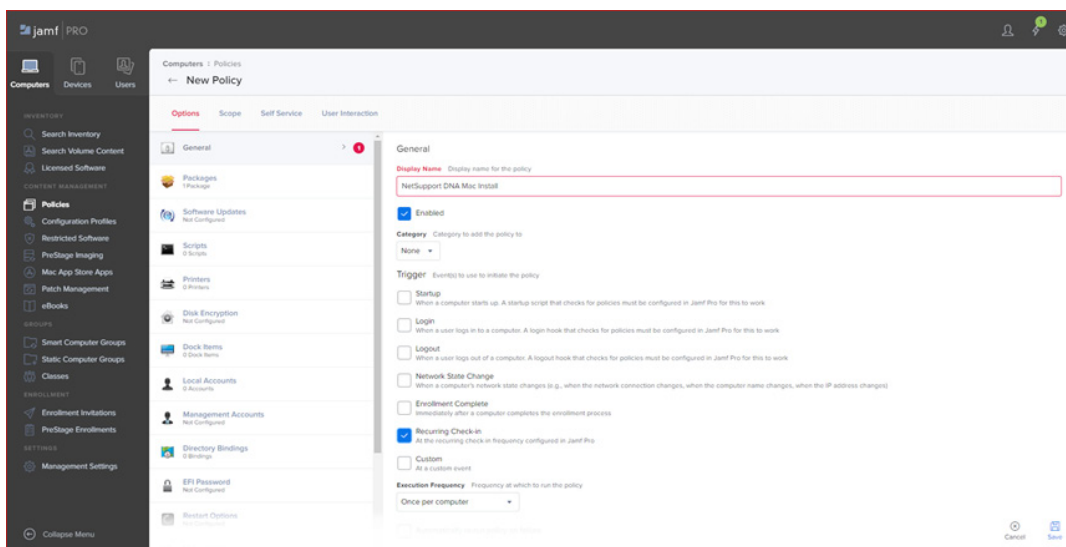 jamf PRO
1
Computers
Devices
Users
INVENTORY
Search Inventory
Search Volume Content
Licensed Software
CONTENT MANAGEMENT
Policies
Configuration Profiles
Restricted Software
PreStage Imaging
Mac App Store Apps
Patch Management
eBooks
GROUPS
Smart Computer Groups
Static Computer Groups
Classes
ENROLLMENT
Enrollment Invitations
PreStage Enrollments
SETTINGS
Management Settings
Collapse Menu
Computers : Policies
← New Policy
Options Scope Self Service User Interaction
General
1
Packages
1 Package
Software Updates
Not Configured
Scripts
0 Scripts
Printers
0 Printers
Disk Encryption
Not Configured
Dock Items
0 Dock Items
Local Accounts
0 Accounts
Management Accounts
Not Configured
Directory Bindings
0 Bindings
EFI Password
Not Configured
Restart Options
Not Configured
General
Display Name Display name for the policy
NetSupport DNA Mac Install
Enabled
Category Category to add the policy to
None
Trigger Event(s) to use to initiate the policy
Startup
When a computer starts up. A startup script that checks for policies must be configured in Jamf Pro for this to work
Login
When a user logs in to a computer. A login hook that checks for policies must be configured in Jamf Pro for this to work
Logout
When a user logs out of a computer. A logout hook that checks for policies must be configured in Jamf Pro for this to work
Network State Change
When a computer's network state changes (e.g., when the network connection changes, when the computer name changes, when the IP address changes)
Enrollment Complete
Immediately after a computer completes the enrollment process
Recurring Check-in
At the recurring check-in frequency configured in Jamf Pro
Custom
At a custom event
Execution Frequency Frequency at which to run the policy
Once per computer
Cancel
Save